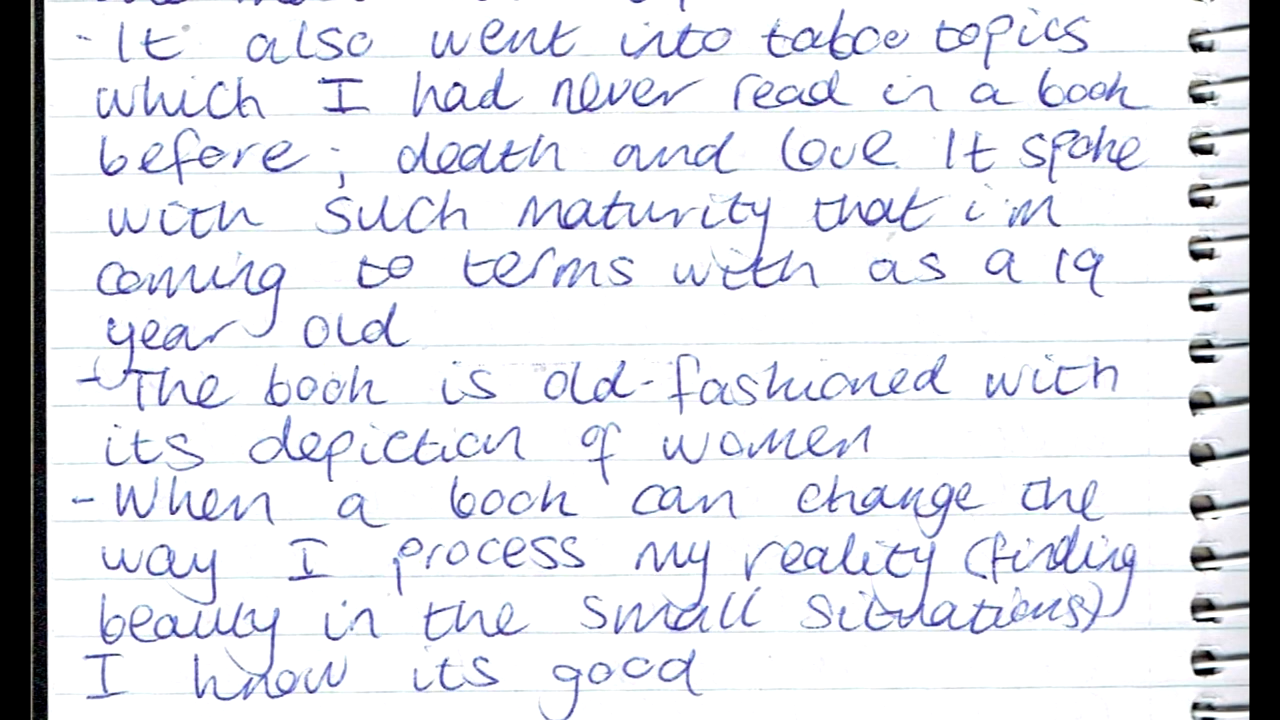 - It also went into taboo topics
which I had never read in a book
before; death and love It spoke
with such maturity that i'm
coming to terms with as a 19
year old
- The book is old-fashioned with
its depiction of women
- When a book can change the
way I process my reality (finding
beauty in the small situations)
I know its good